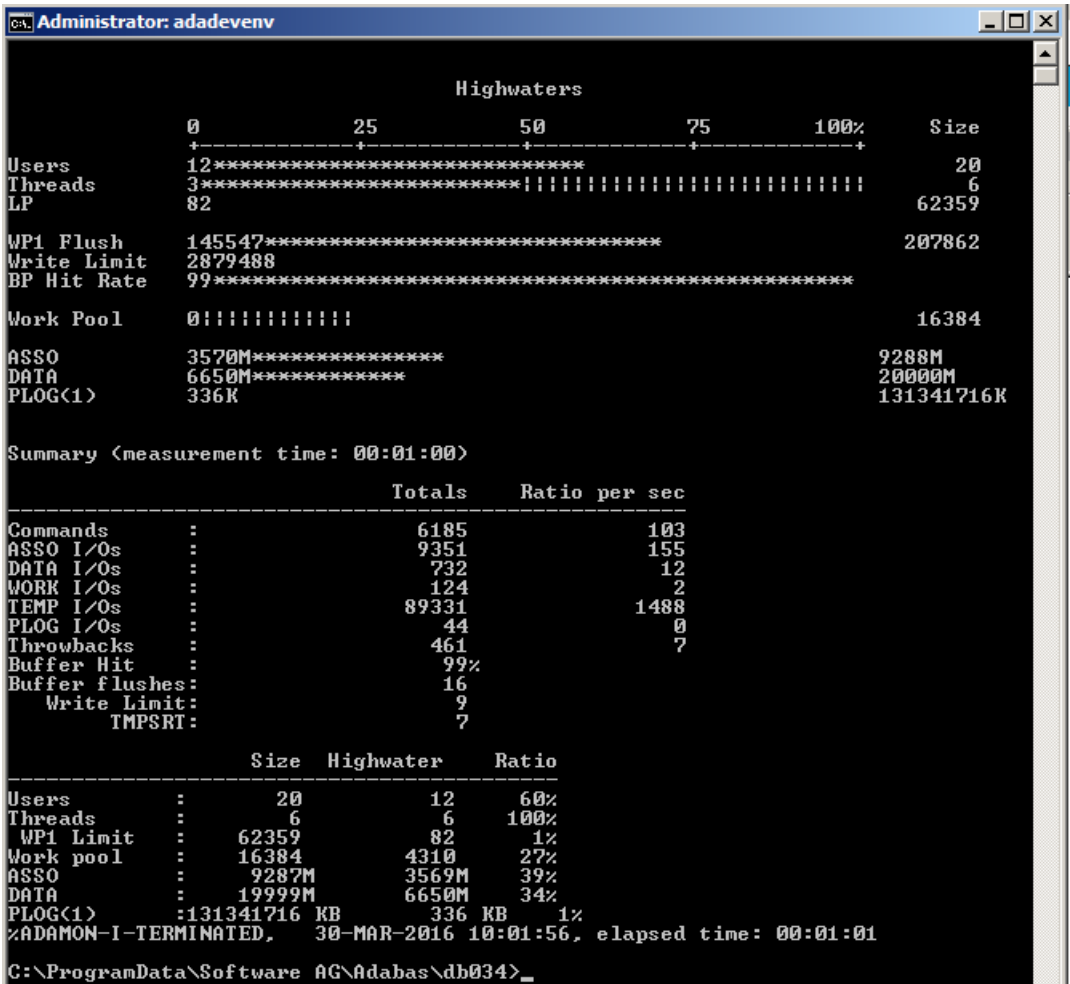 Administrator: adadevenv
Highwaters
0 25 50 75 100% Size
+------------+------------+------------+------------+
Users 12***************************** 20
Threads 3*************************¦¦¦¦¦¦¦¦¦¦¦¦¦¦¦¦¦¦¦¦¦¦¦¦¦¦¦ 6
LP 82 62359
WP1 Flush 145547******************************* 207862
Write Limit 2879488
BP Hit Rate 99**************************************************
Work Pool 0¦¦¦¦¦¦¦¦¦¦¦¦ 16384
ASSO 3570M*************** 9288M
DATA 6650M************ 20000M
PLOG(1) 336K 131341716K
Summary (measurement time: 00:01:00)
Totals Ratio per sec
-----------------------------------------------------
Commands : 6185 103
ASSO I/Os : 9351 155
DATA I/Os : 732 12
WORK I/Os : 124 2
TEMP I/Os : 89331 1488
PLOG I/Os : 44 0
Throwbacks : 461 7
Buffer Hit : 99%
Buffer flushes: 16
Write Limit: 9
TMPSRT: 7
Size Highwater Ratio
-------------------------------------------
Users : 20 12 60%
Threads : 6 6 100%
WP1 Limit : 62359 82 1%
Work pool : 16384 4310 27%
ASSO : 9287M 3569M 39%
DATA : 19999M 6650M 34%
PLOG(1) :131341716 KB 336 KB 1%
%ADAMON-I-TERMINATED, 30-MAR-2016 10:01:56, elapsed time: 00:01:01
C:\ProgramData\Software AG\Adabas\db034>_